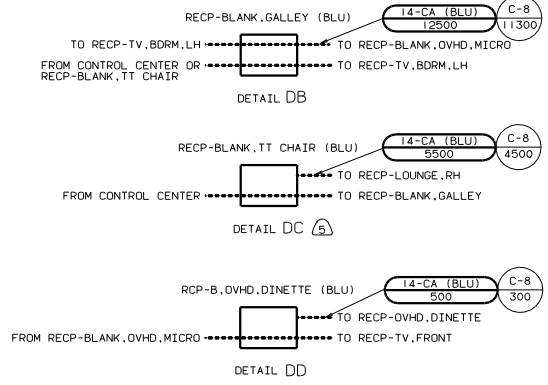 RECP-BLANK,GALLEY (BLU)
14-CA (BLU)
12500
C-8
11300
TO RECP-TV,BDRM,LH
TO RECP-BLANK,OVHD,MICRO
FROM CONTROL CENTER OR
RECP-BLANK,TT CHAIR
TO RECP-TV,BDRM,LH
DETAIL DB
RECP-BLANK,TT CHAIR (BLU)
14-CA (BLU)
5500
C-8
4500
TO RECP-LOUNGE,RH
FROM CONTROL CENTER
TO RECP-BLANK,GALLEY
DETAIL DC 5
RCP-B,OVHD,DINETTE (BLU)
14-CA (BLU)
500
C-8
300
TO RECP-OVHD,DINETTE
FROM RECP-BLANK,OVHD,MICRO
TO RECP-TV,FRONT
DETAIL DD